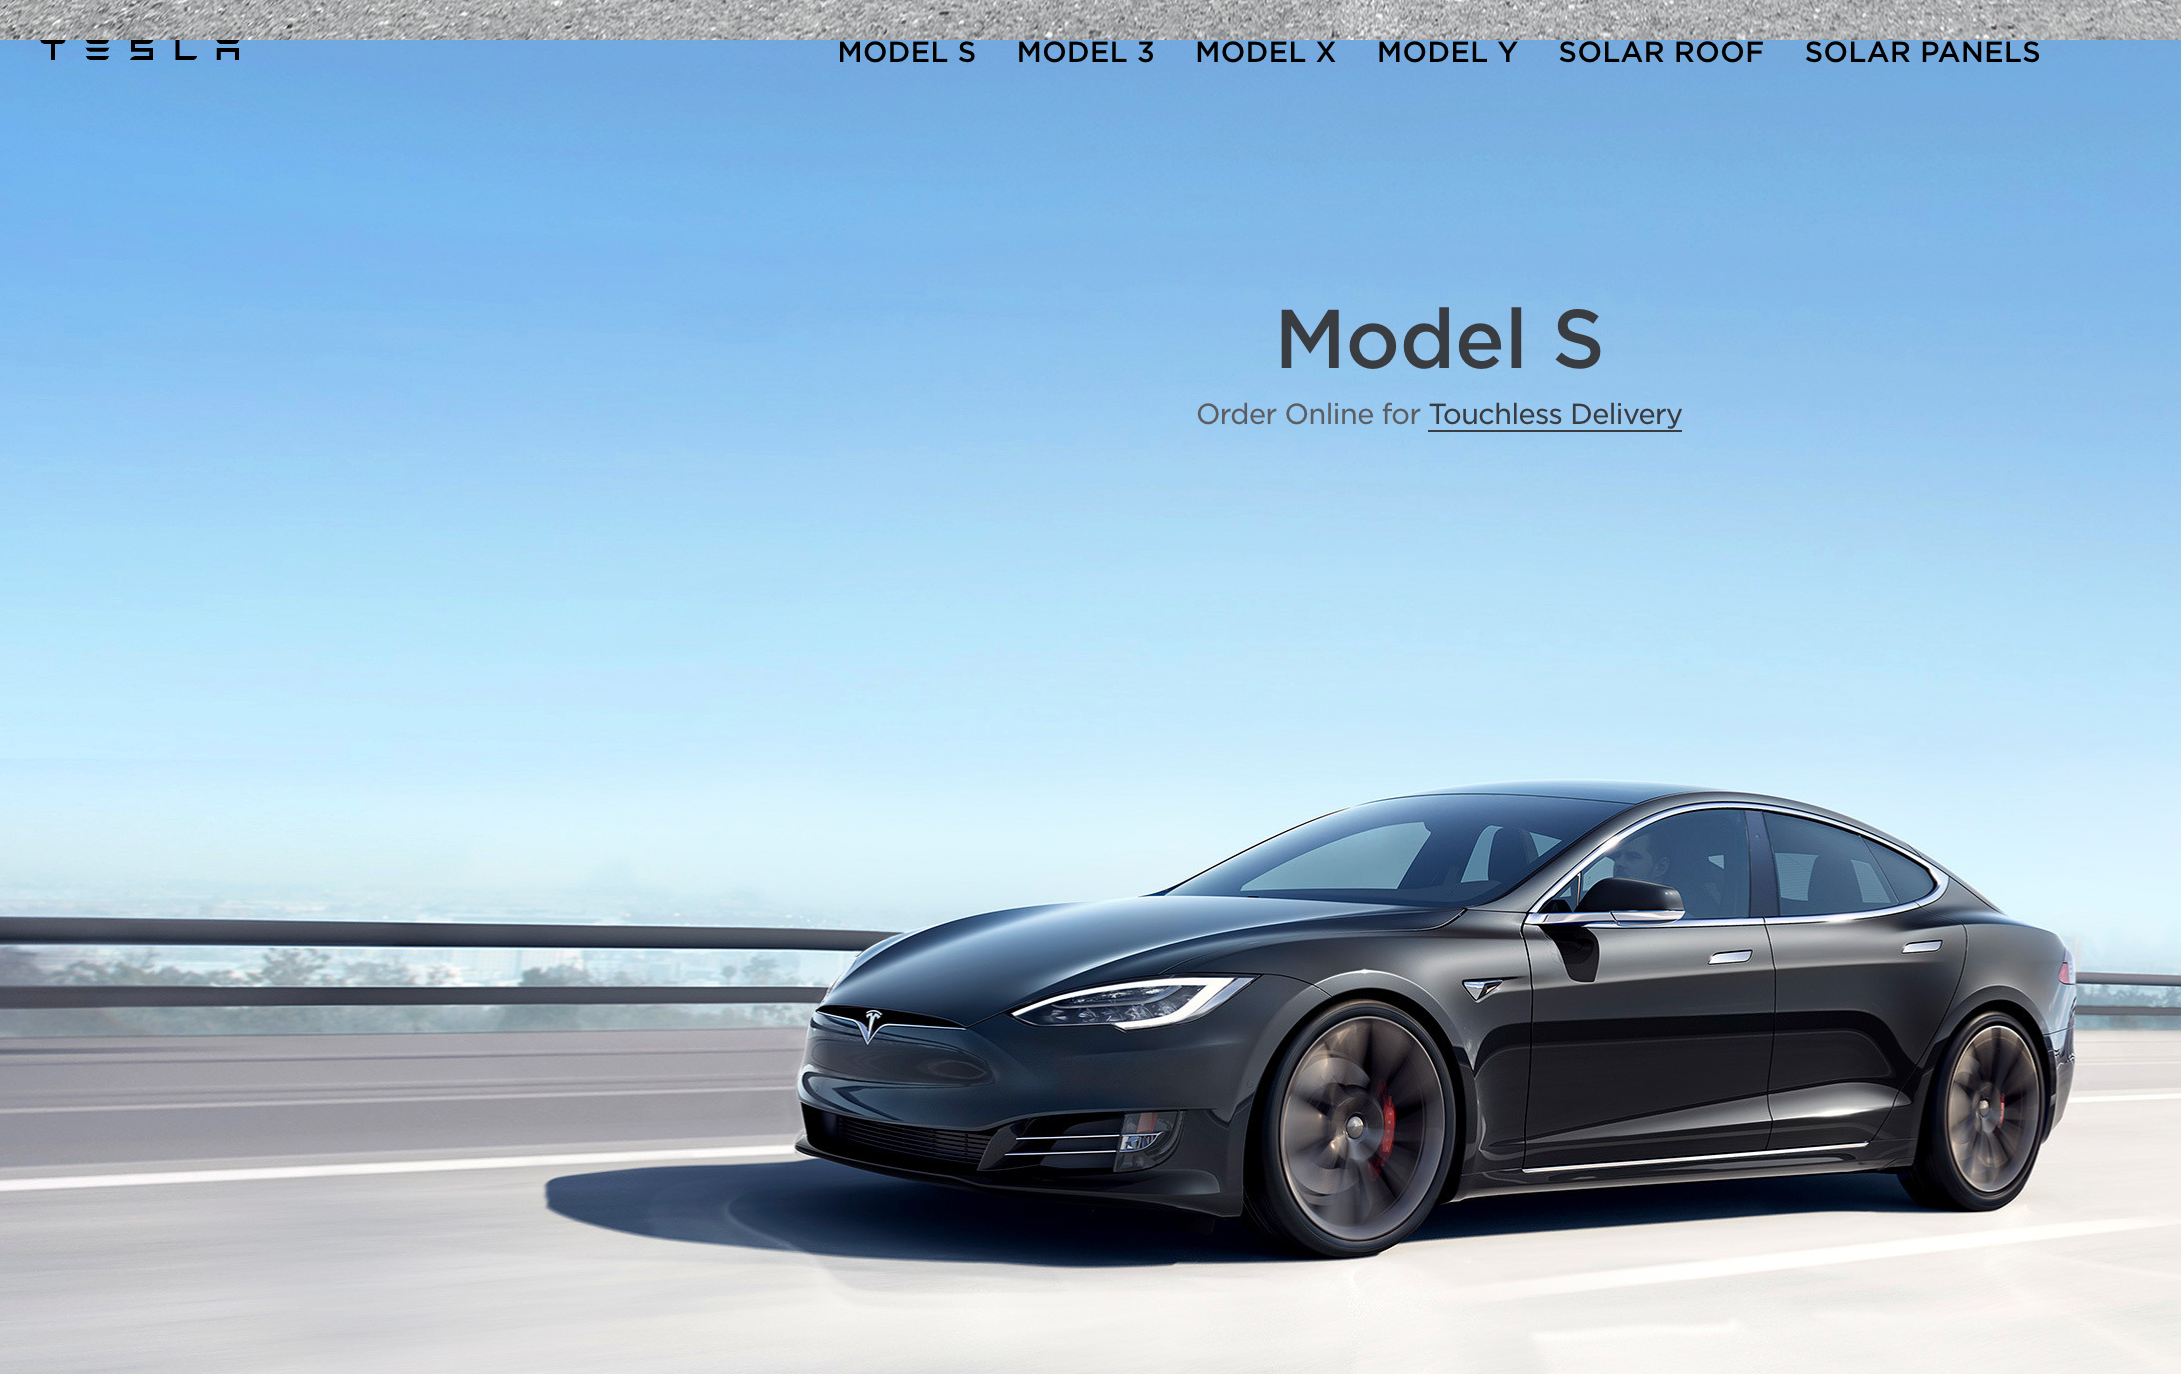 TESLA MODEL S MODEL 3 MODEL X MODEL Y SOLAR ROOF SOLAR PANELS
Model S
Order Online for Touchless Delivery